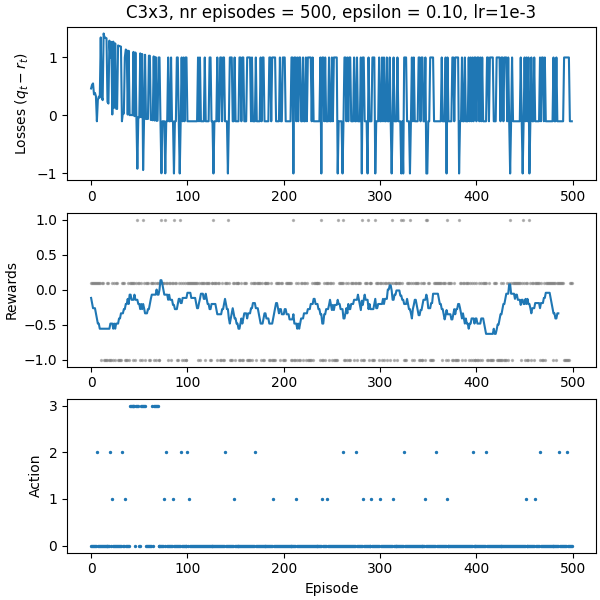 C3x3, nr episodes = 500, epsilon = 0.10, lr=1e-3
Losses (q_t − r_t)
1
0
−1
0 100 200 300 400 500
Rewards
1.0
0.5
0.0
−0.5
−1.0
0 100 200 300 400 500
Action
3
2
1
0
0 100 200 300 400 500
Episode